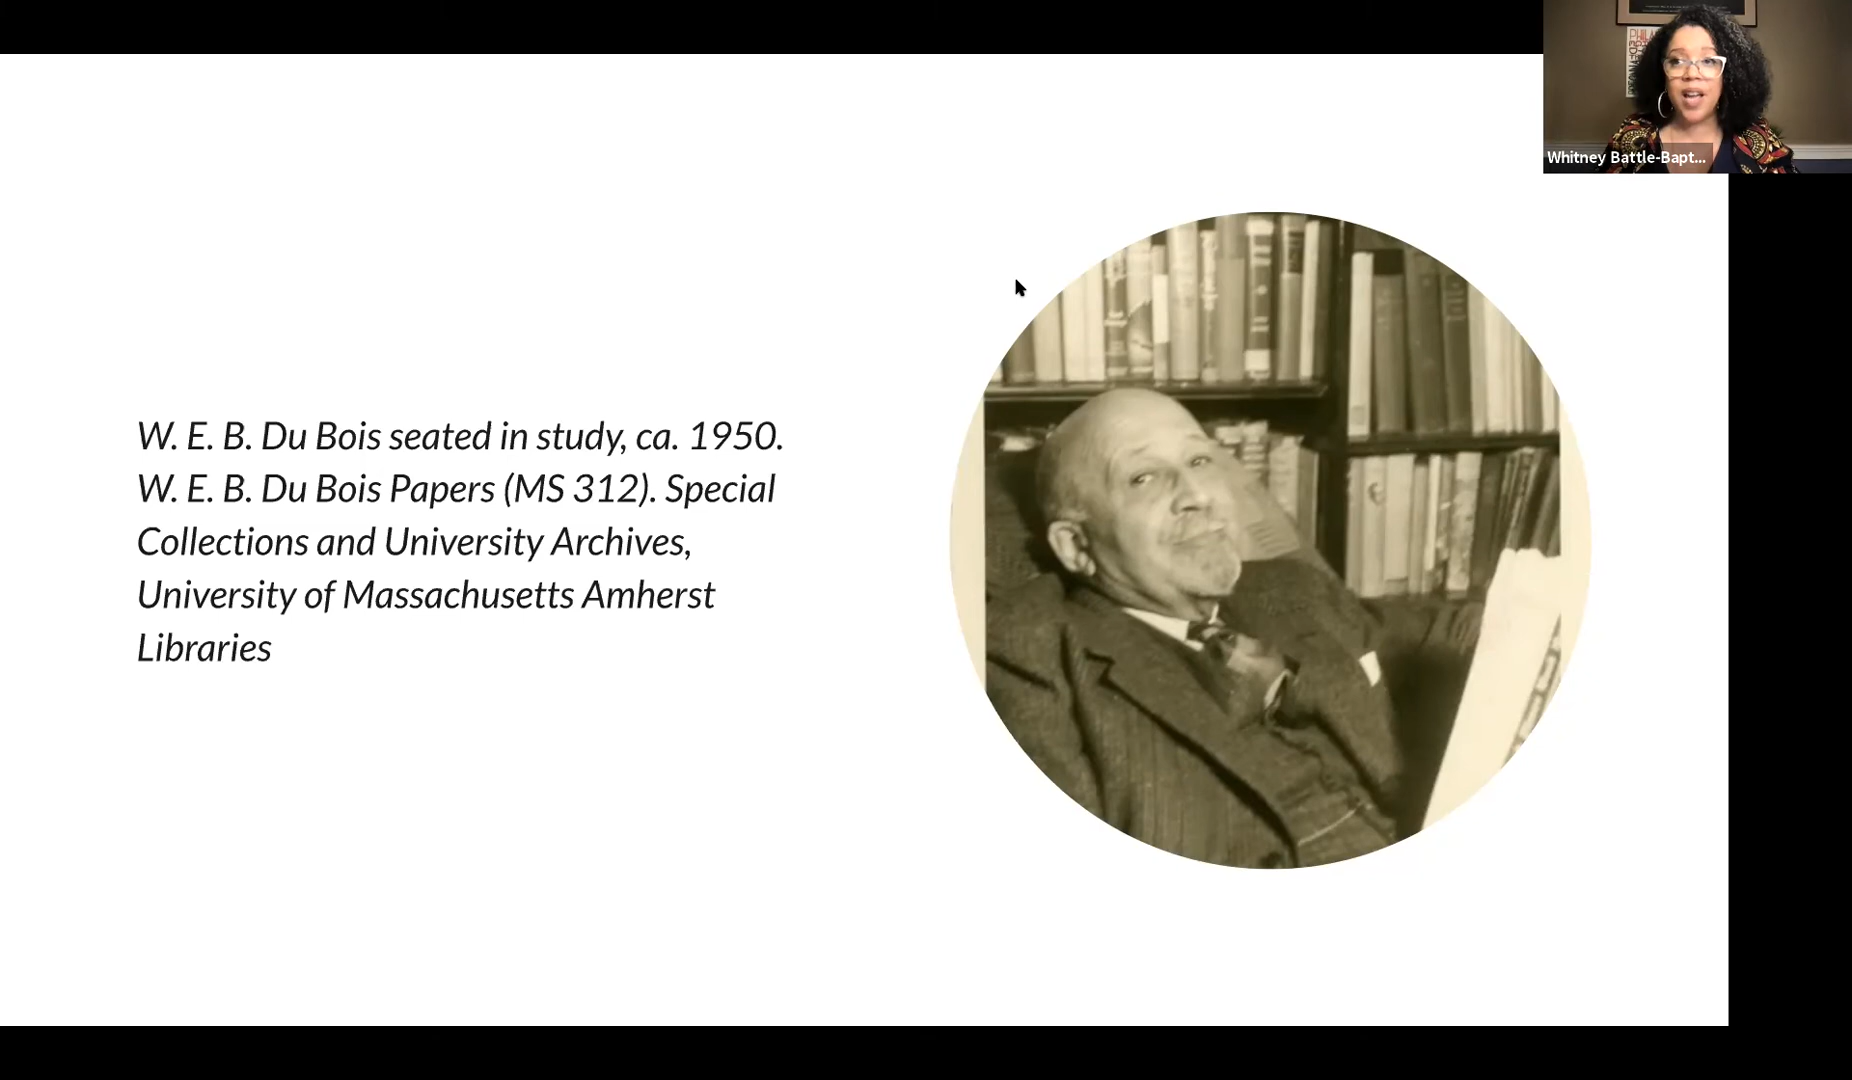 Whitney Battle-Bapt...
W. E. B. Du Bois seated in study, ca. 1950.
W. E. B. Du Bois Papers (MS 312). Special
Collections and University Archives,
University of Massachusetts Amherst
Libraries